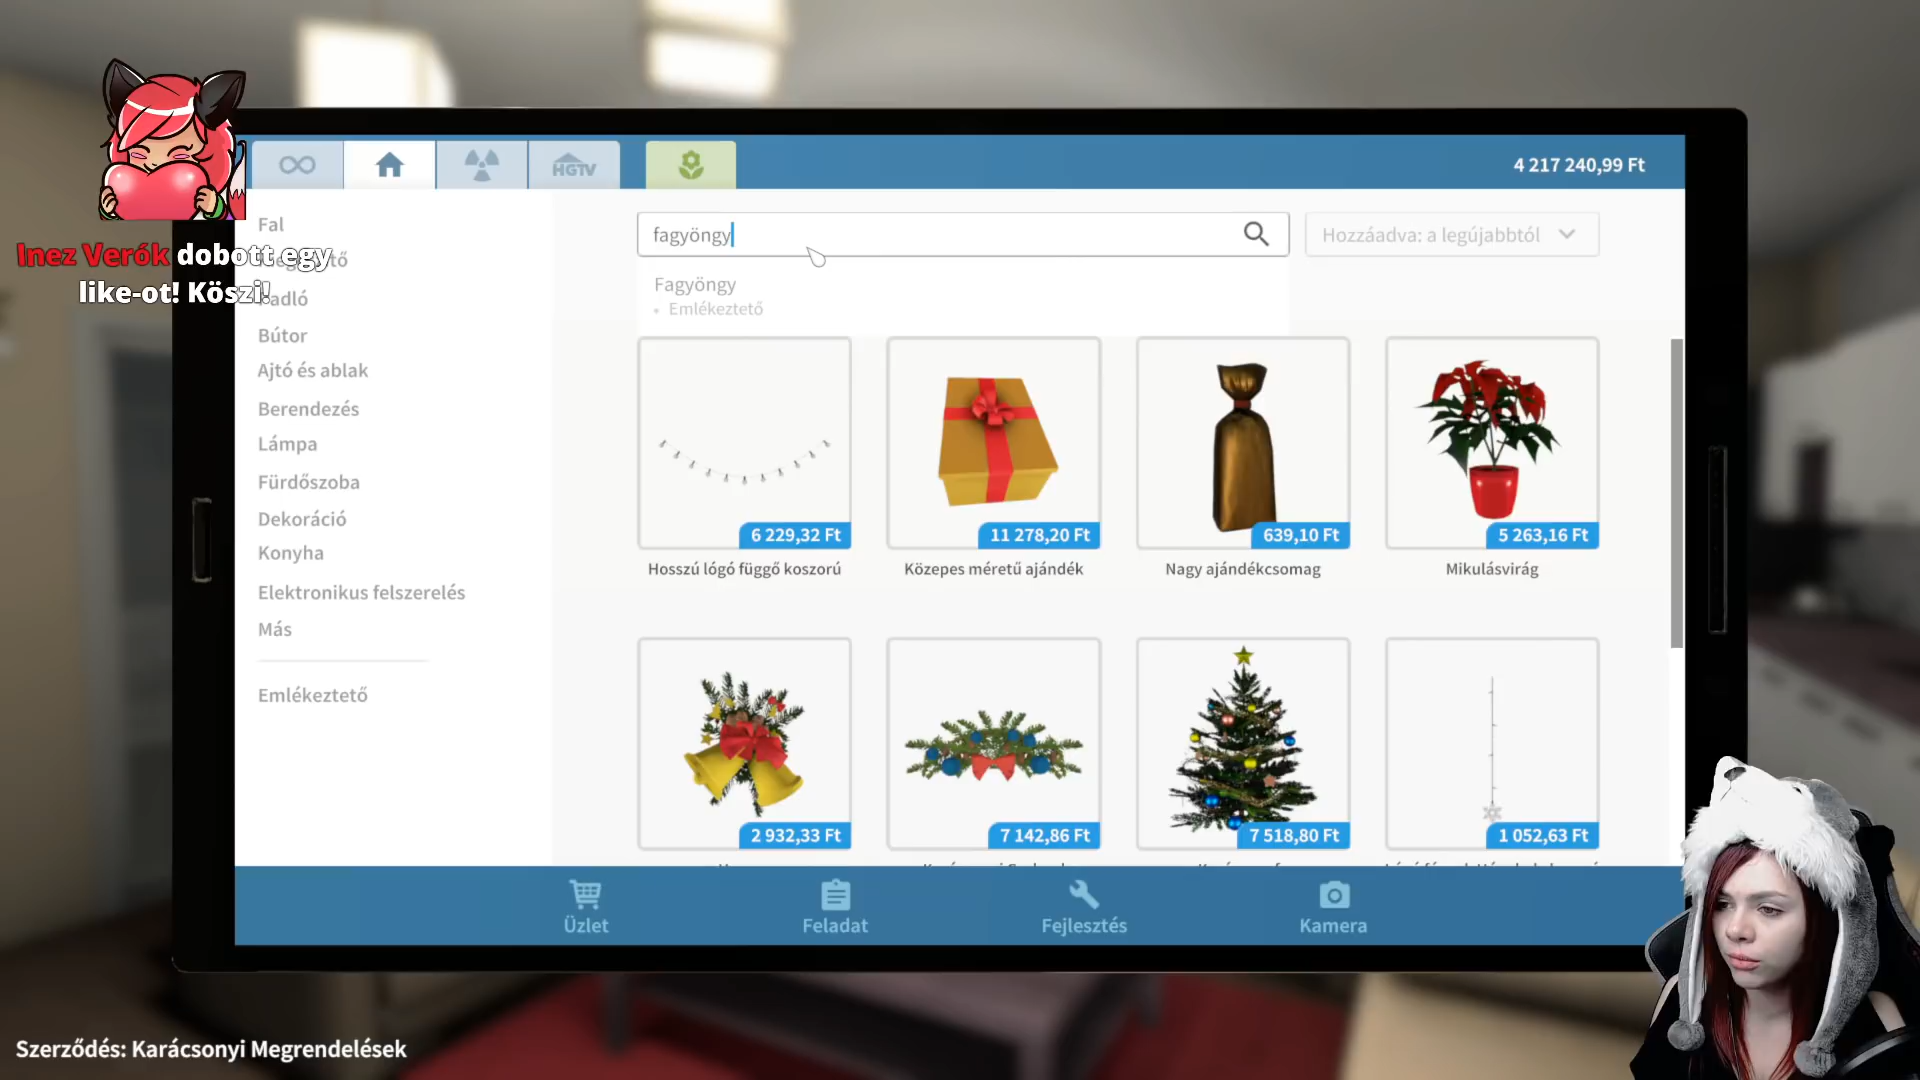 HGTV
4 217 240,99 Ft
Fal
fagyöngy
Hozzáadva: a legújabbtól
Inez Verók dobott egy
like-ot! Köszi!
Fagyöngy
Emlékeztető
Bútor
Ajtó és ablak
Berendezés
Lámpa
Fürdőszoba
Dekoráció
Konyha
Elektronikus felszerelés
Más
Emlékeztető
6 229,32 Ft
11 278,20 Ft
639,10 Ft
5 263,16 Ft
Hosszú lógó függő koszorú
Közepes méretű ajándék
Nagy ajándékcsomag
Mikulásvirág
2 932,33 Ft
7 142,86 Ft
7 518,80 Ft
1 052,63 Ft
Üzlet
Feladat
Fejlesztés
Kamera
Szerződés: Karácsonyi Megrendelések